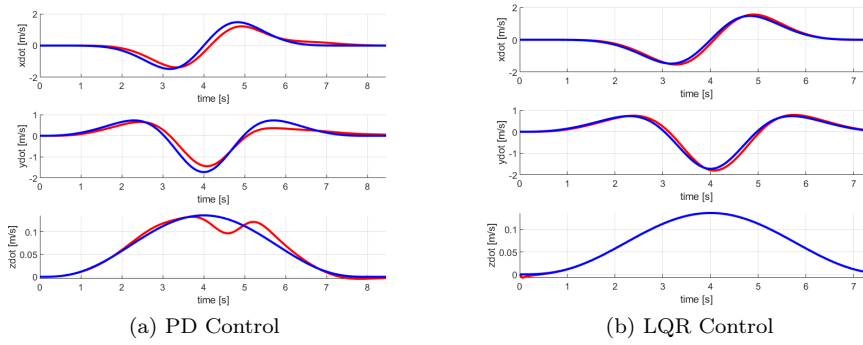 2
0
-2
xdot [m/s]
0 1 2 3 4 5 6 7 8
time [s]
1
0
-1
-2
ydot [m/s]
0 1 2 3 4 5 6 7 8
time [s]
0.1
0.05
0
zdot [m/s]
0 1 2 3 4 5 6 7 8
time [s]
(a) PD Control
2
0
-2
xdot [m/s]
0 1 2 3 4 5 6 7
time [s]
1
0
-1
-2
ydot [m/s]
0 1 2 3 4 5 6 7
time [s]
0.1
0.05
0
zdot [m/s]
0 1 2 3 4 5 6 7
time [s]
(b) LQR Control